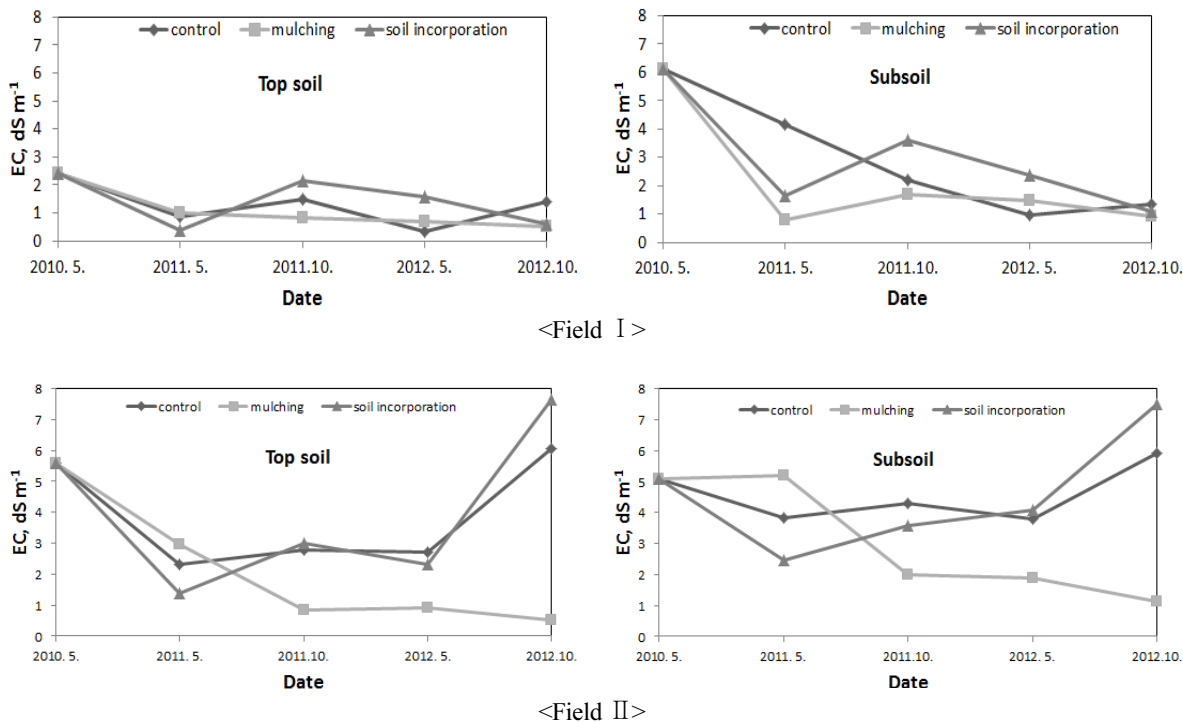 control mulching soil incorporation
Top soil
EC, dS m⁻¹
8
7
6
5
4
3
2
1
0
2010. 5. 2011. 5. 2011.10. 2012. 5. 2012.10.
Date
control mulching soil incorporation
Subsoil
EC, dS m⁻¹
8
7
6
5
4
3
2
1
0
2010. 5. 2011. 5. 2011.10. 2012. 5. 2012.10.
Date
<Field Ⅰ>
control mulching soil incorporation
Top soil
EC, dS m⁻¹
8
7
6
5
4
3
2
1
0
2010. 5. 2011. 5. 2011.10. 2012. 5. 2012.10.
Date
control mulching soil incorporation
Subsoil
EC, dS m⁻¹
8
7
6
5
4
3
2
1
0
2010. 5. 2011. 5. 2011.10. 2012. 5. 2012.10.
Date
<Field Ⅱ>